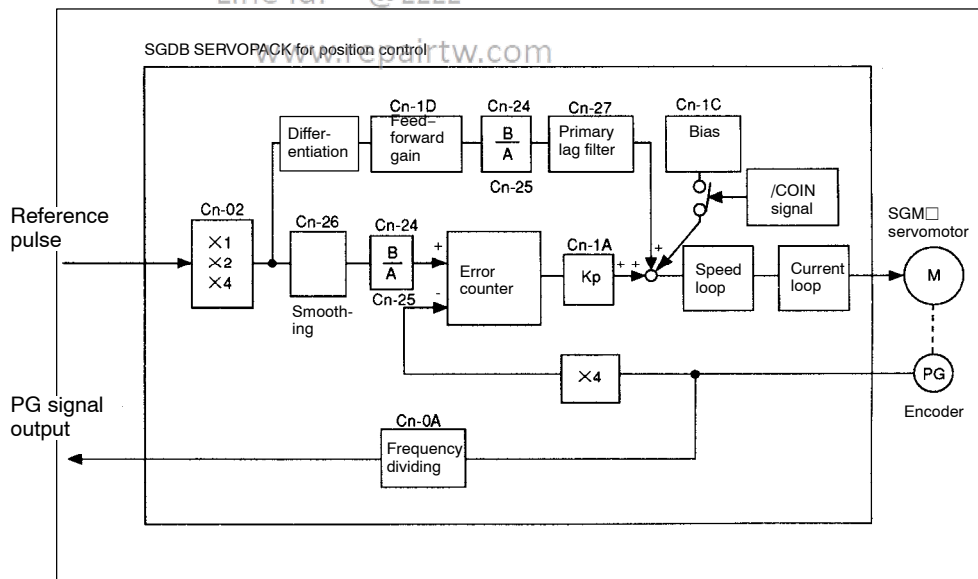 www.repairtw.com
SGDB SERVOPACK for position control
Cn-1D
Cn-24
Cn-27
Cn-1C
Differ-
entiation
Feed-
forward
gain
B
A
Primary
lag filter
Bias
Cn-25
/COIN
signal
Reference
pulse
Cn-02
×1
×2
×4
Cn-26
Smooth-
ing
Cn-24
B
A
Cn-25
+
-
Error
counter
Cn-1A
Kp
+ +
+
Speed
loop
Current
loop
SGM□
servomotor
M
×4
PG
Encoder
PG signal
output
Cn-0A
Frequency
dividing